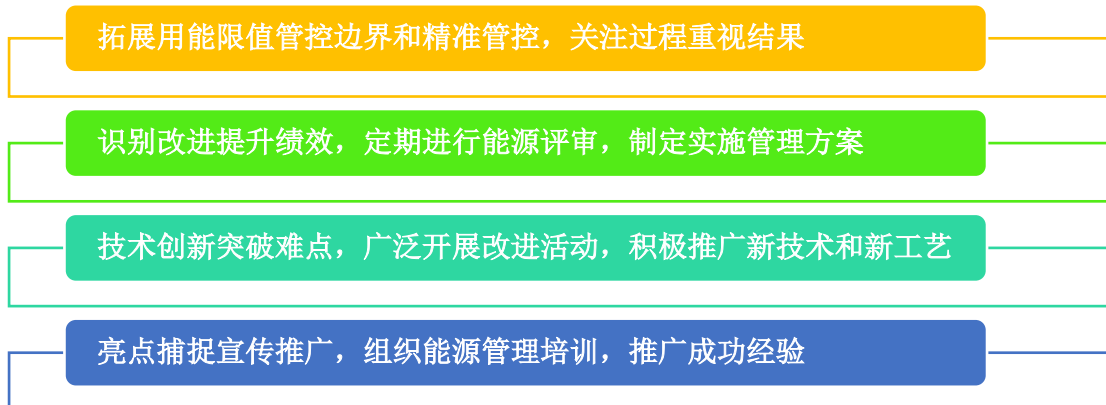 拓展用能限值管控边界和精准管控，关注过程重视结果
识别改进提升绩效，定期进行能源评审，制定实施管理方案
技术创新突破难点，广泛开展改进活动，积极推广新技术和新工艺
亮点捕捉宣传推广，组织能源管理培训，推广成功经验